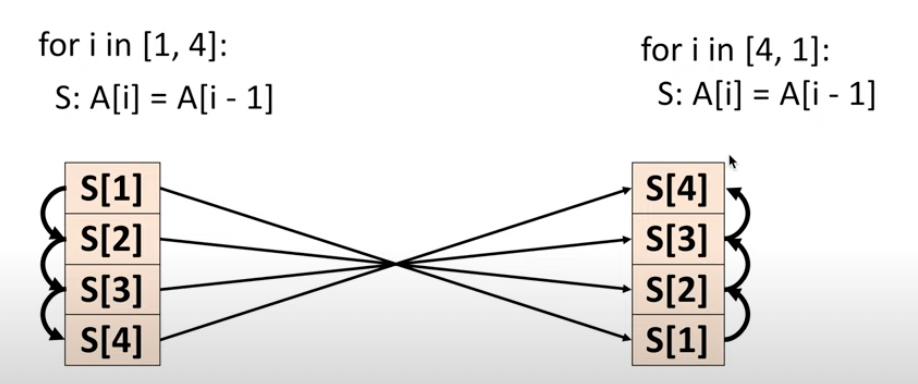 for i in [1, 4]:
S: A[i] = A[i - 1]
for i in [4, 1]:
S: A[i] = A[i - 1]
S[1]
S[2]
S[3]
S[4]
S[4]
S[3]
S[2]
S[1]